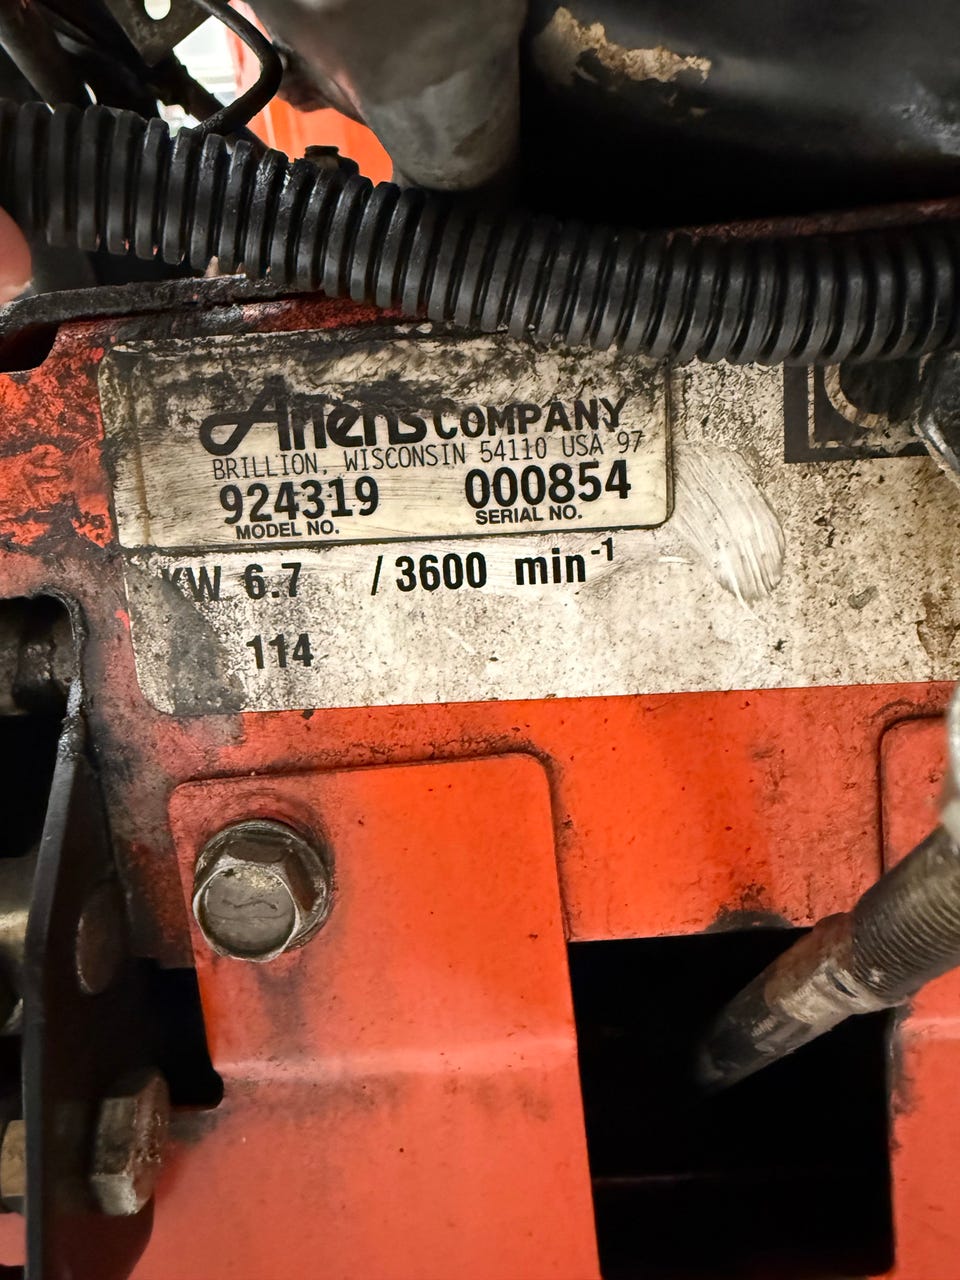 Ariens COMPANY
BRILLION, WISCONSIN 54110 USA 97
924319 000854
MODEL NO. SERIAL NO.
KW 6.7 / 3600 min⁻¹
114